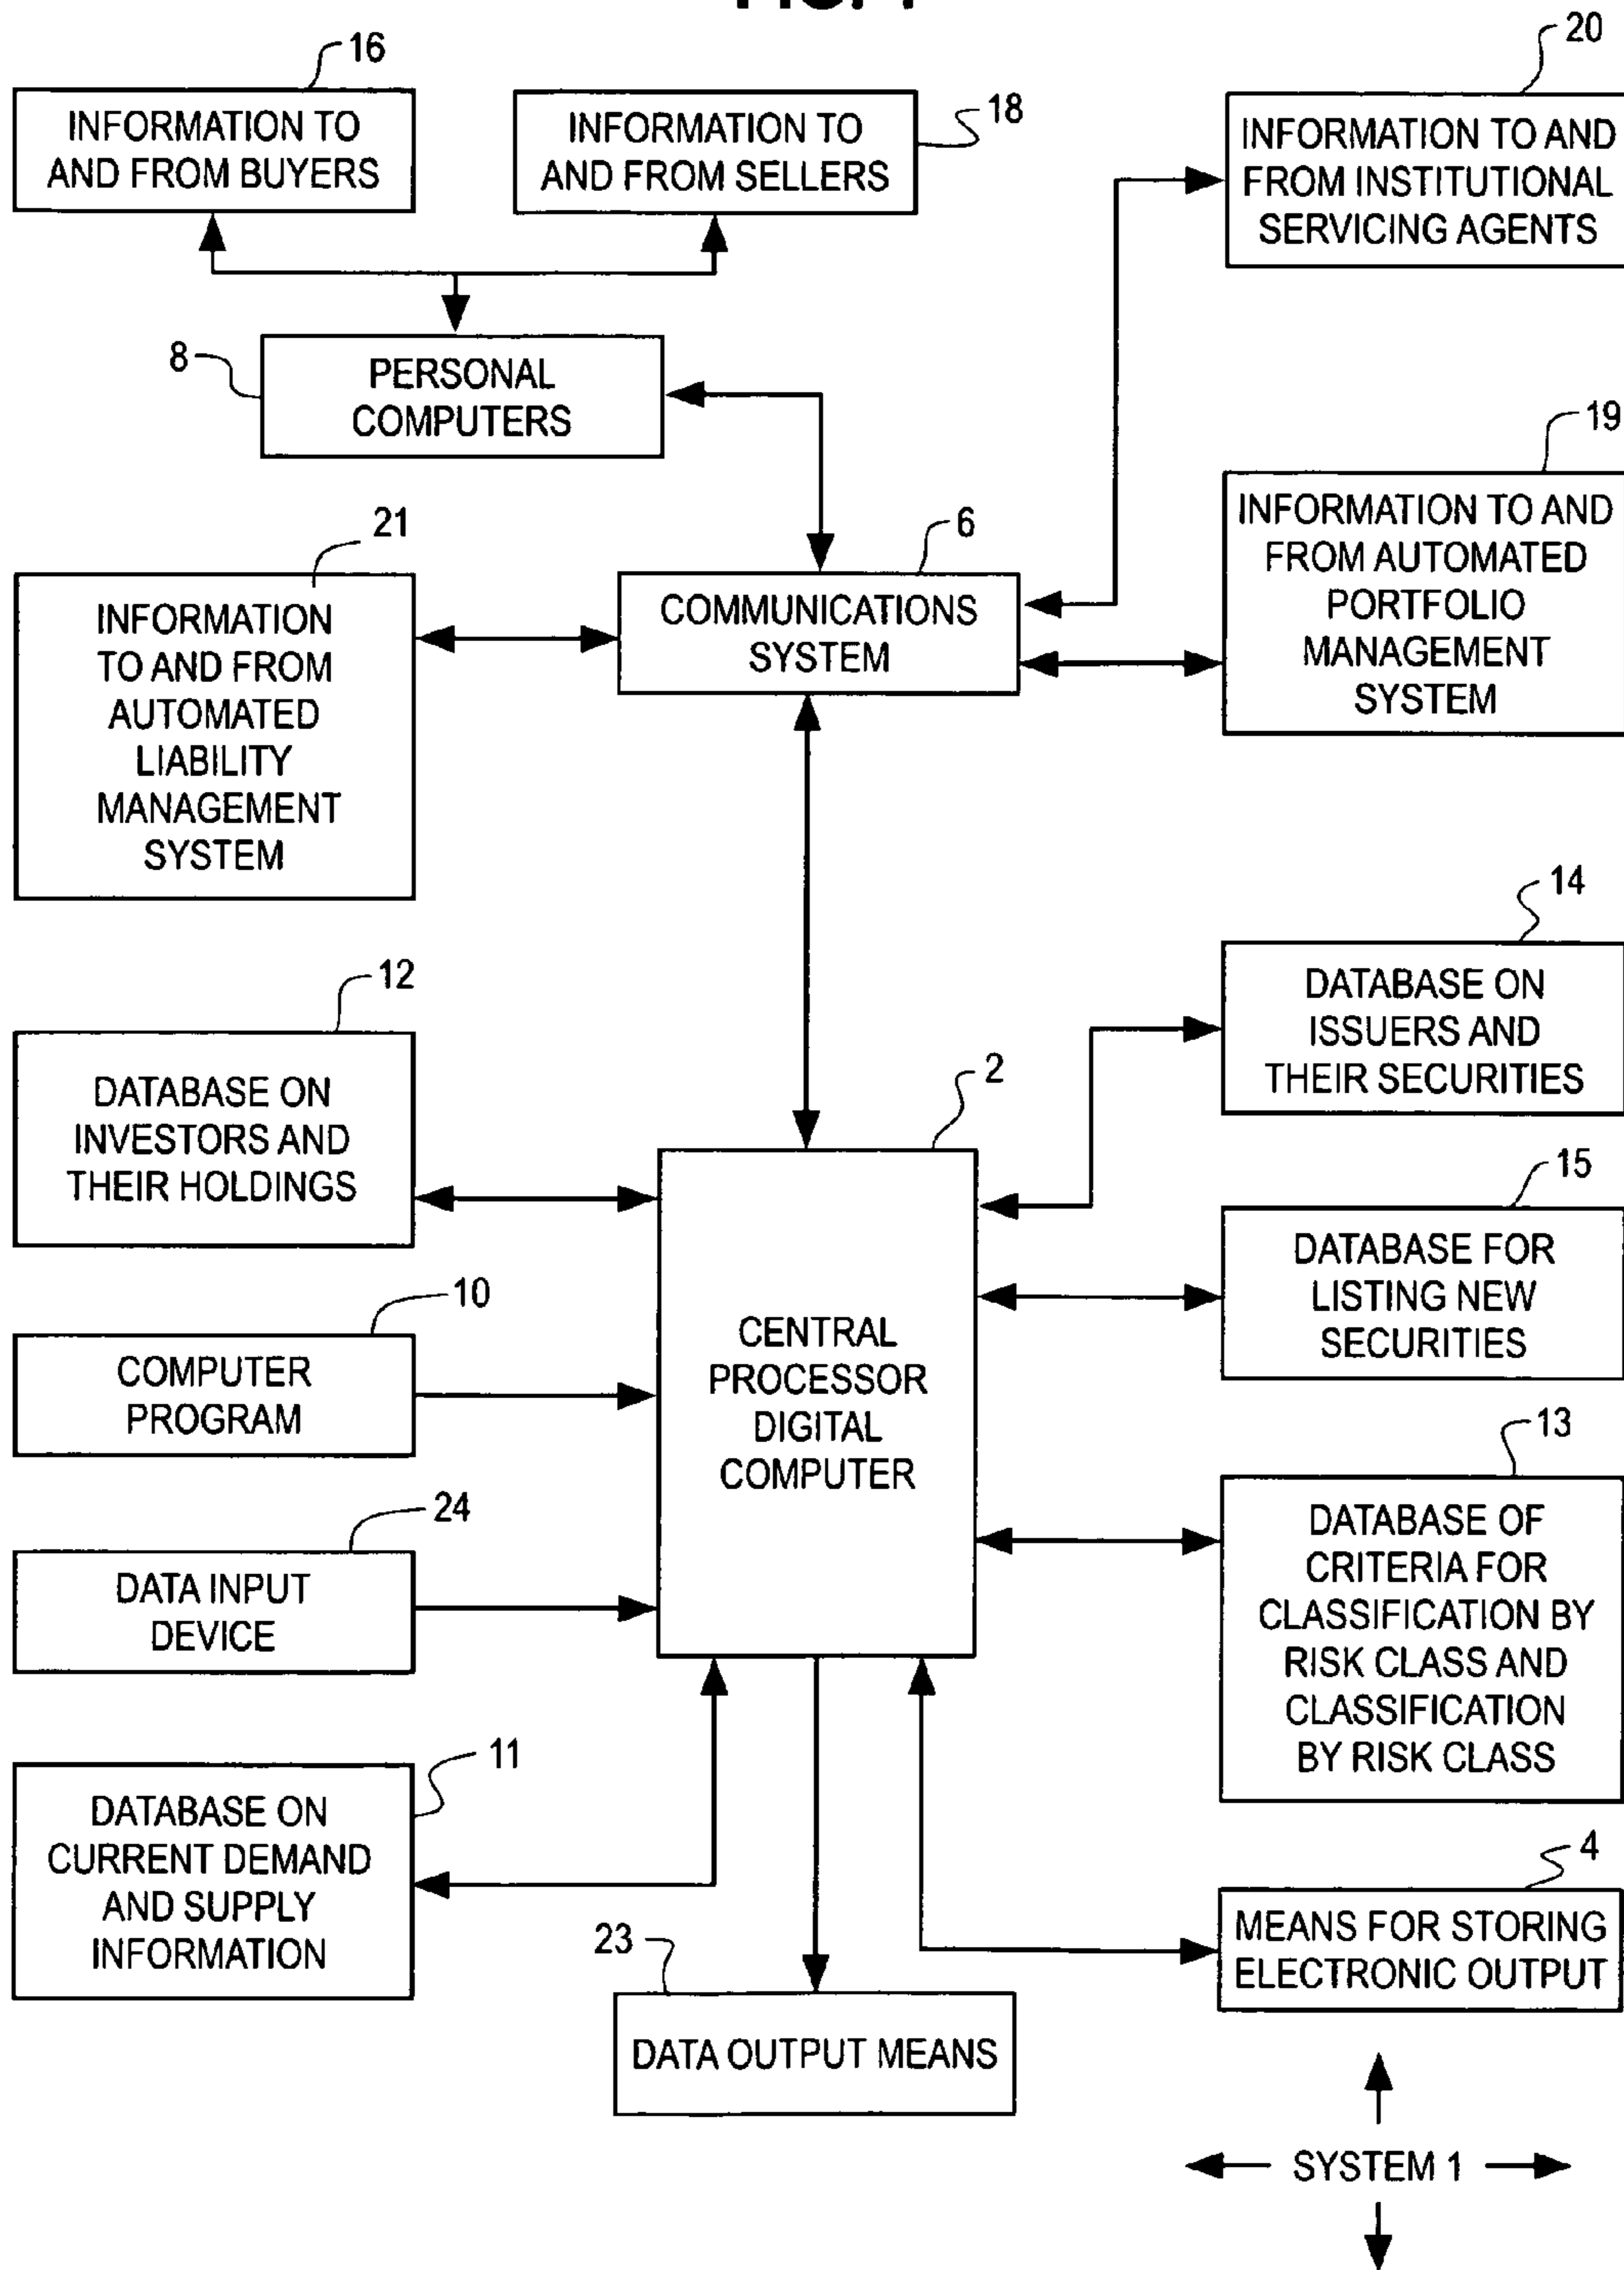 16
INFORMATION TO
AND FROM BUYERS
18
INFORMATION TO
AND FROM SELLERS
20
INFORMATION TO AND
FROM INSTITUTIONAL
SERVICING AGENTS
8
PERSONAL
COMPUTERS
19
INFORMATION TO AND
FROM AUTOMATED
PORTFOLIO
MANAGEMENT
SYSTEM
21
INFORMATION
TO AND FROM
AUTOMATED
LIABILITY
MANAGEMENT
SYSTEM
6
COMMUNICATIONS
SYSTEM
14
DATABASE ON
ISSUERS AND
THEIR SECURITIES
12
DATABASE ON
INVESTORS AND
THEIR HOLDINGS
2
CENTRAL
PROCESSOR
DIGITAL
COMPUTER
15
DATABASE FOR
LISTING NEW
SECURITIES
10
COMPUTER
PROGRAM
13
DATABASE OF
CRITERIA FOR
CLASSIFICATION BY
RISK CLASS AND
CLASSIFICATION
BY RISK CLASS
24
DATA INPUT
DEVICE
11
DATABASE ON
CURRENT DEMAND
AND SUPPLY
INFORMATION
4
MEANS FOR STORING
ELECTRONIC OUTPUT
23
DATA OUTPUT MEANS
SYSTEM 1